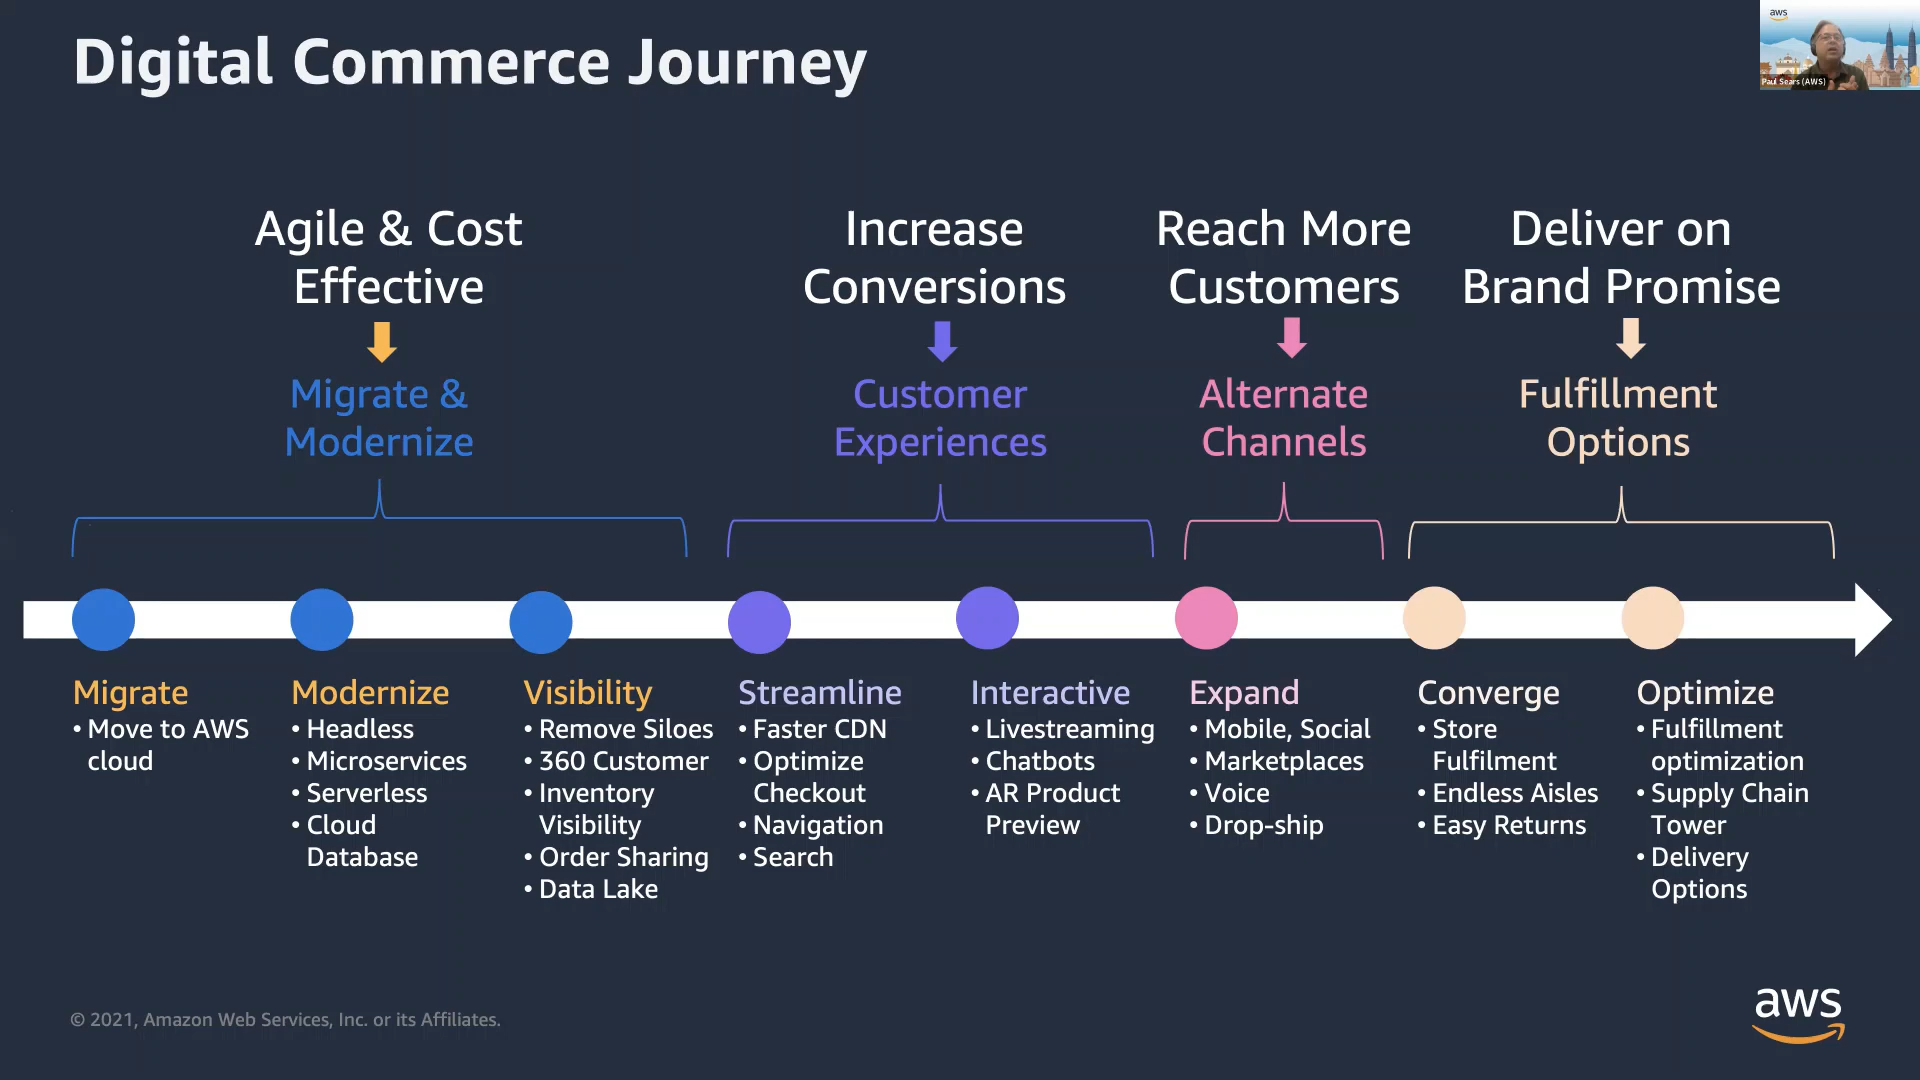 Digital Commerce Journey
aws
Paul Sears (AWS)
Agile & Cost
Effective
Increase
Conversions
Reach More
Customers
Deliver on
Brand Promise
Migrate &
Modernize
Customer
Experiences
Alternate
Channels
Fulfillment
Options
Migrate
• Move to AWS
cloud
Modernize
• Headless
• Microservices
• Serverless
• Cloud
Database
Visibility
• Remove Siloes
• 360 Customer
• Inventory
Visibility
• Order Sharing
• Data Lake
Streamline
• Faster CDN
• Optimize
Checkout
• Navigation
• Search
Interactive
• Livestreaming
• Chatbots
• AR Product
Preview
Expand
• Mobile, Social
• Marketplaces
• Voice
• Drop-ship
Converge
• Store
Fulfilment
• Endless Aisles
• Easy Returns
Optimize
• Fulfillment
optimization
• Supply Chain
Tower
• Delivery
Options
© 2021, Amazon Web Services, Inc. or its Affiliates.
aws